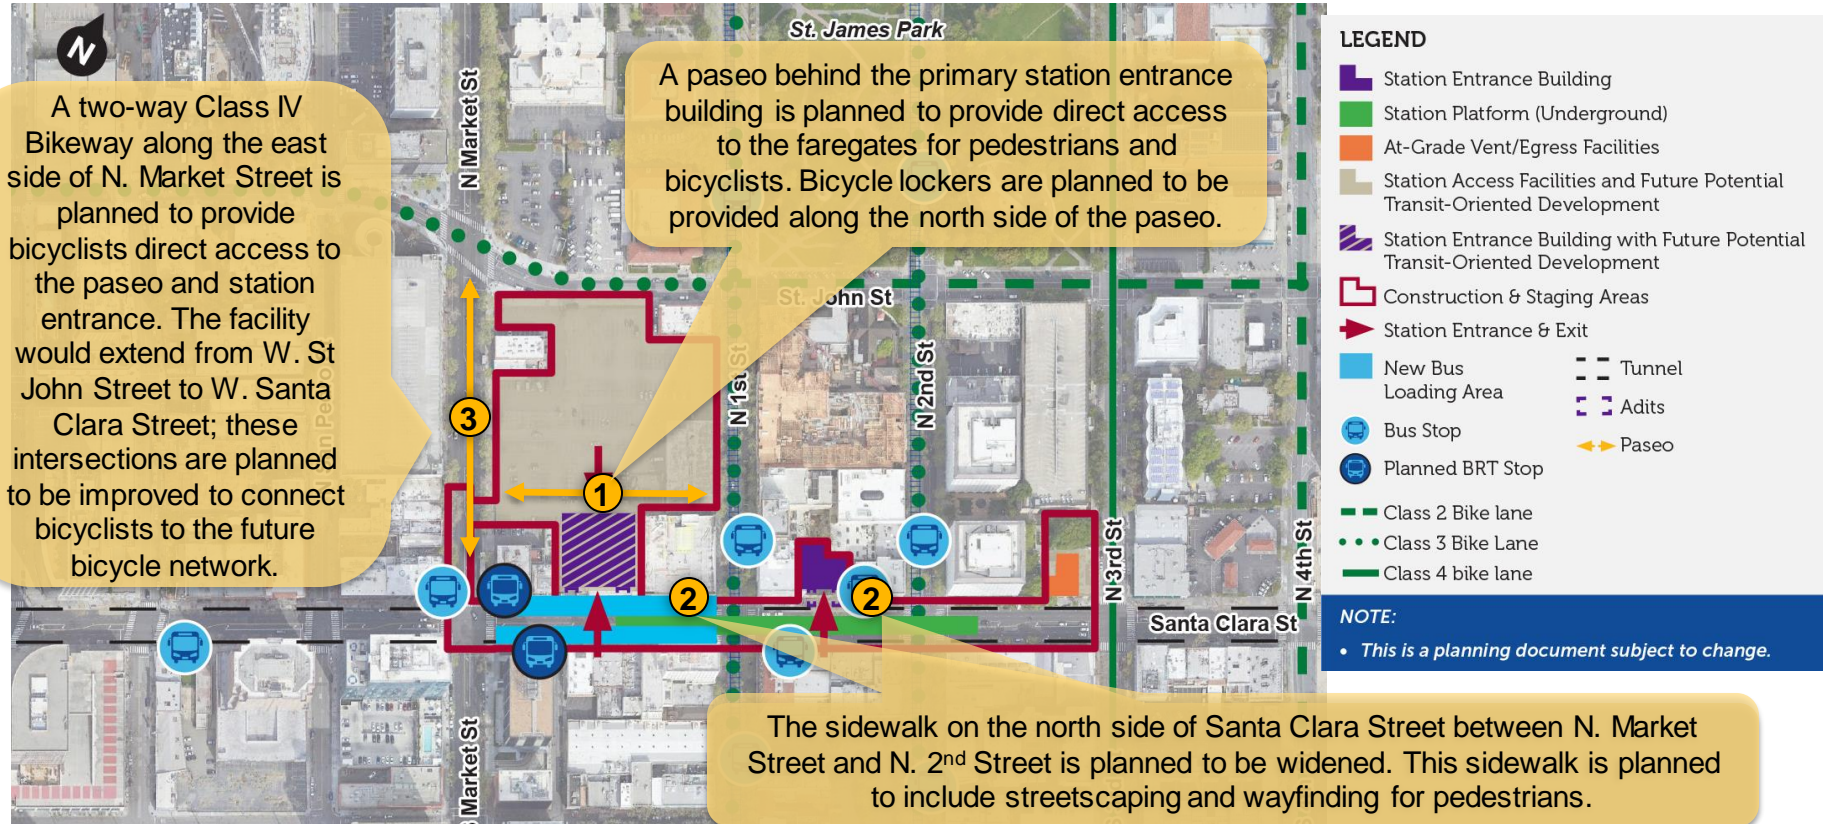 N
St. James Park
N Market St
A two-way Class IV
Bikeway along the east
side of N. Market Street is
planned to provide
bicyclists direct access to
the paseo and station
entrance. The facility
would extend from W. St
John Street to W. Santa
Clara Street; these
intersections are planned
to be improved to connect
bicyclists to the future
bicycle network.
A paseo behind the primary station entrance
building is planned to provide direct access
to the faregates for pedestrians and
bicyclists. Bicycle lockers are planned to be
provided along the north side of the paseo.
St. John St
N 1st St
N 2nd St
N 3rd St
N 4th St
3
1
2
2
Santa Clara St
S Market St
The sidewalk on the north side of Santa Clara Street between N. Market
Street and N. 2nd Street is planned to be widened. This sidewalk is planned
to include streetscaping and wayfinding for pedestrians.
LEGEND
Station Entrance Building
Station Platform (Underground)
At-Grade Vent/Egress Facilities
Station Access Facilities and Future Potential
Transit-Oriented Development
Station Entrance Building with Future Potential
Transit-Oriented Development
Construction & Staging Areas
Station Entrance & Exit
New Bus
Loading Area
Bus Stop
Planned BRT Stop
Tunnel
Adits
Paseo
Class 2 Bike lane
Class 3 Bike Lane
Class 4 bike lane
NOTE:
• This is a planning document subject to change.